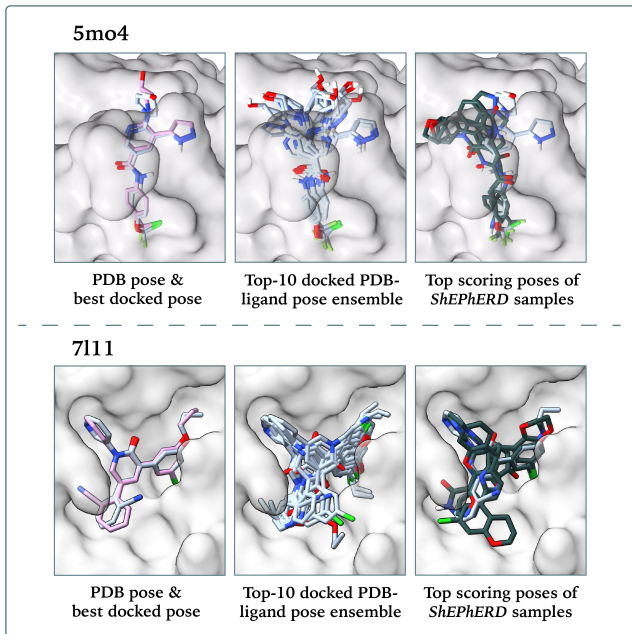 5mo4
PDB pose &
best docked pose
Top-10 docked PDB-
ligand pose ensemble
Top scoring poses of
ShEPhERD samples
7l11
PDB pose &
best docked pose
Top-10 docked PDB-
ligand pose ensemble
Top scoring poses of
ShEPhERD samples